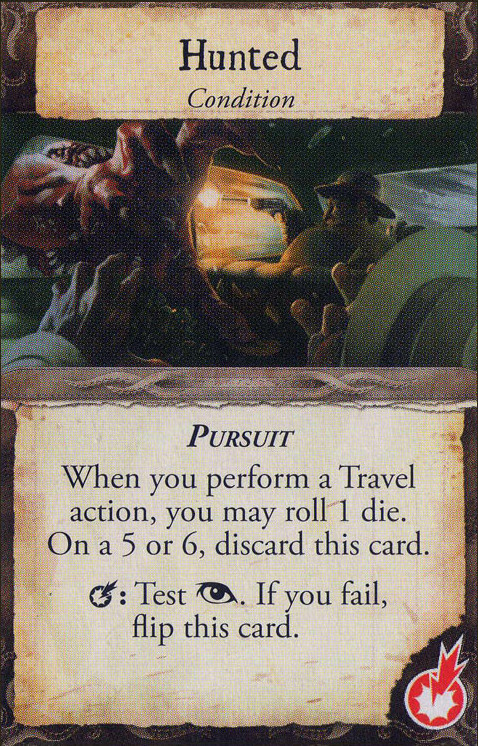 Hunted
Condition
PURSUIT
When you perform a Travel
action, you may roll 1 die.
On a 5 or 6, discard this card.
: Test . If you fail,
flip this card.